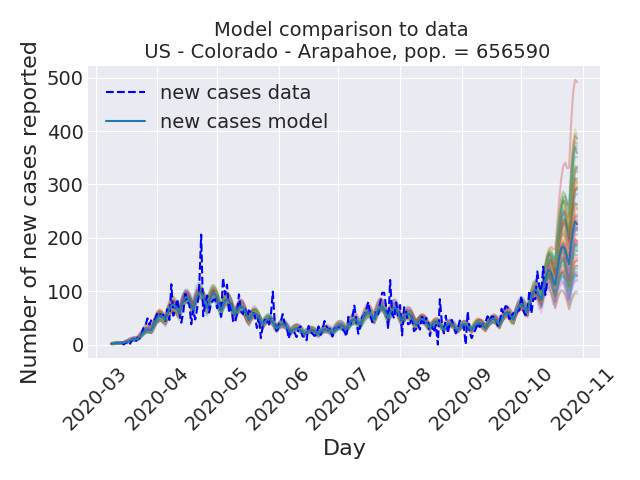 Model comparison to data
US - Colorado - Arapahoe, pop. = 656590
Number of new cases reported
500
400
300
200
100
0
new cases data
new cases model
2020-03
2020-04
2020-05
2020-06
2020-07
2020-08
2020-09
2020-10
2020-11
Day